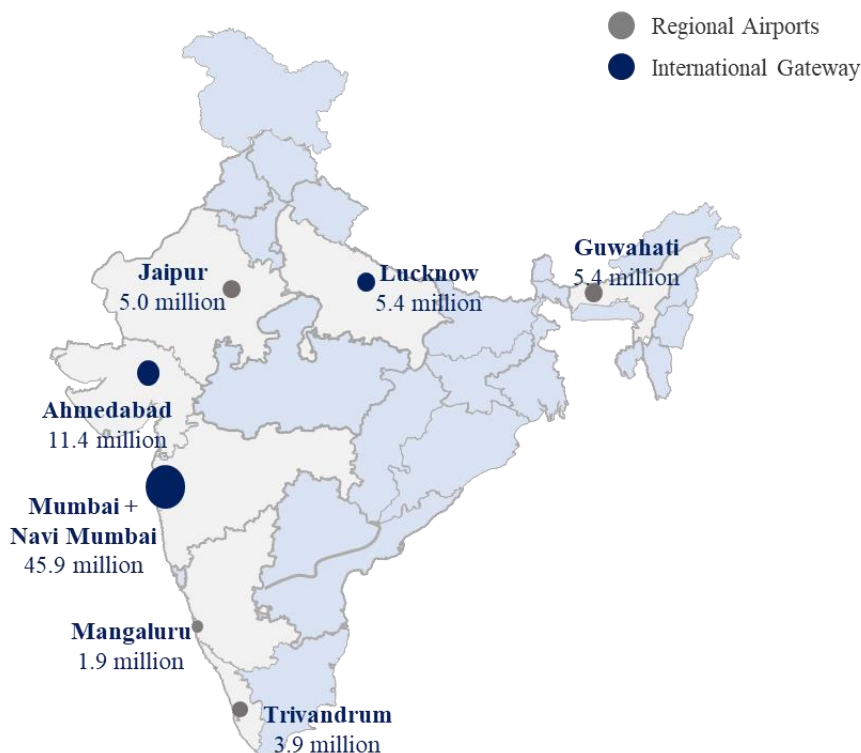 Regional Airports
International Gateway
Guwahati
5.4 million
Jaipur
5.0 million
Lucknow
5.4 million
Ahmedabad
11.4 million
Mumbai +
Navi Mumbai
45.9 million
Mangaluru
1.9 million
Trivandrum
3.9 million